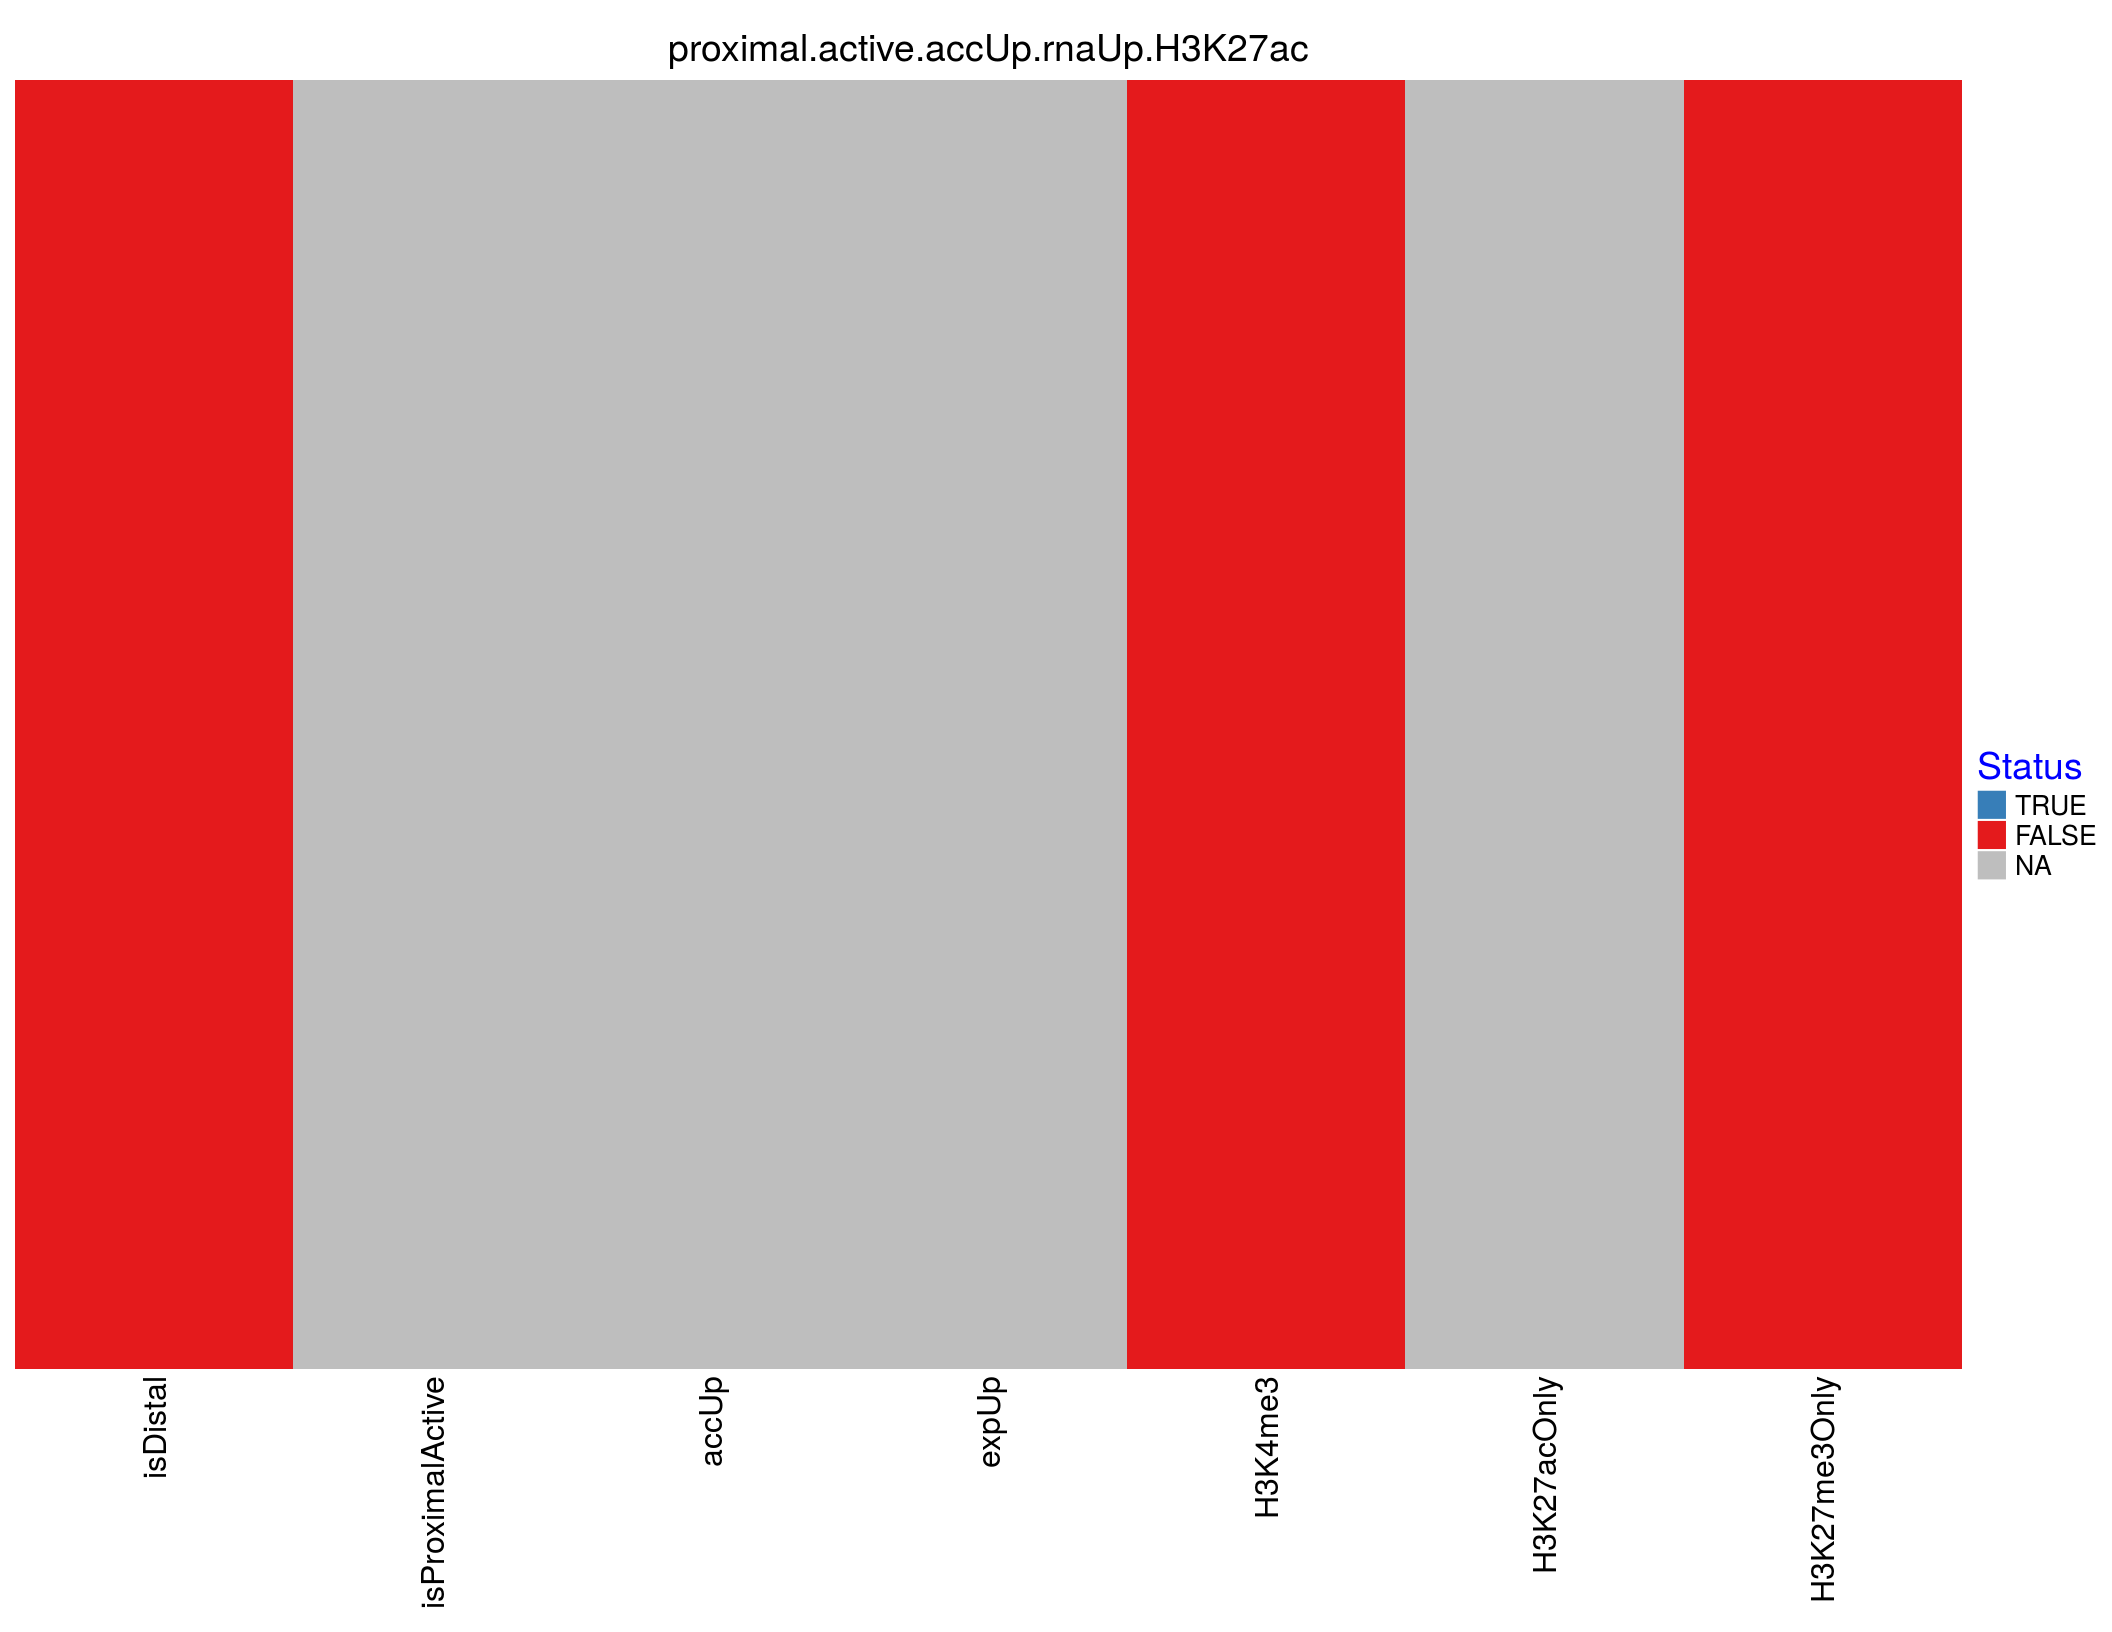 proximal.active.accUp.rnaUp.H3K27ac
Status
TRUE
FALSE
NA
isDistal
isProximalActive
accUp
expUp
H3K4me3
H3K27acOnly
H3K27me3Only